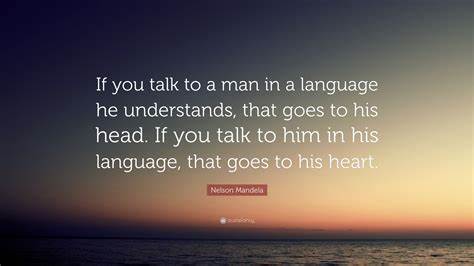 If you talk to a man in a language
he understands, that goes to his
head. If you talk to him in his
language, that goes to his heart.
Nelson Mandela
quotefancy